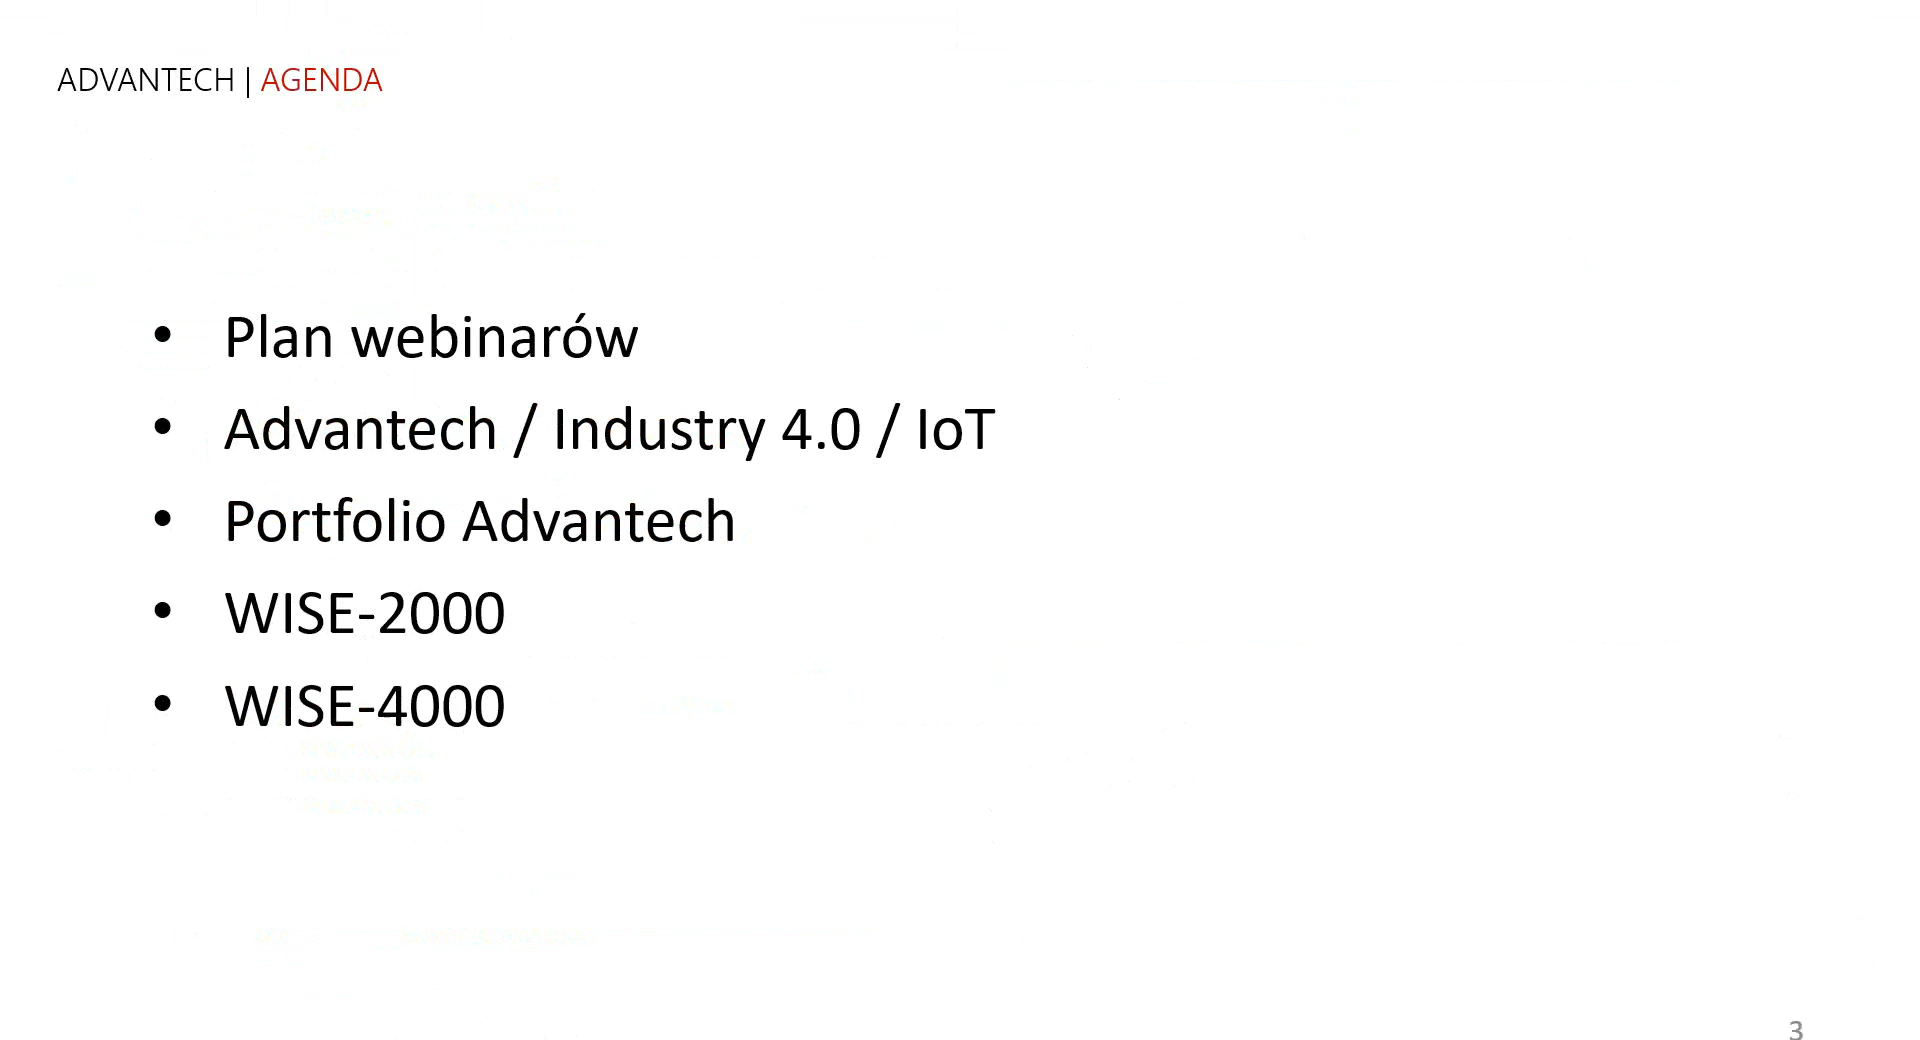 ADVANTECH | AGENDA
• Plan webinarów
• Advantech / Industry 4.0 / IoT
• Portfolio Advantech
• WISE-2000
• WISE-4000
3